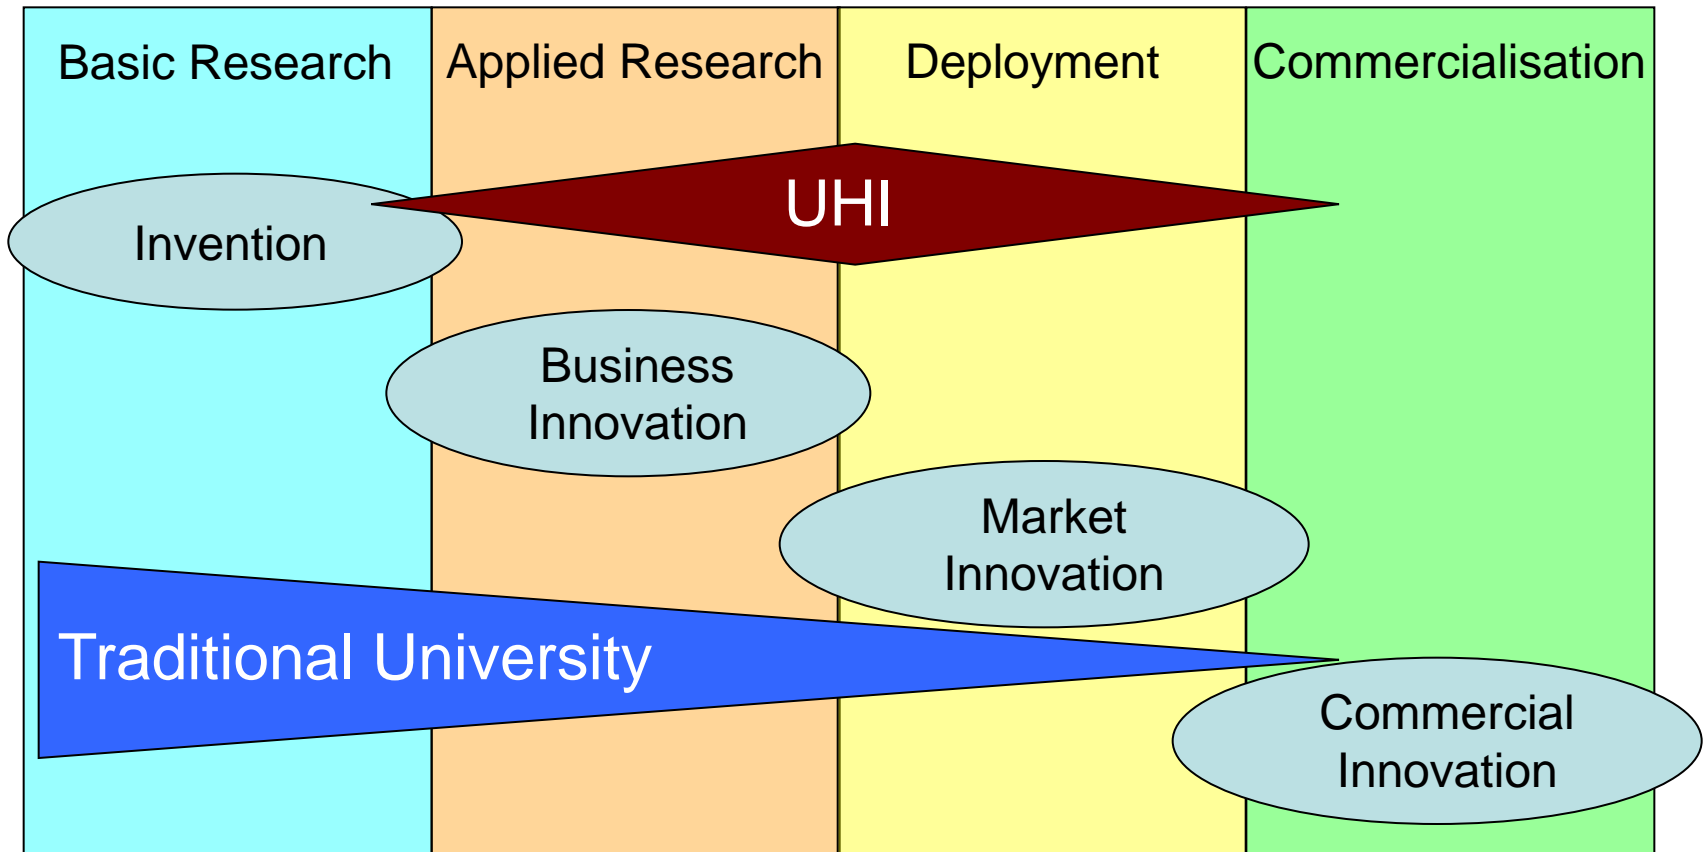 Basic Research
Applied Research
Deployment
Commercialisation
UHI
Invention
Business
Innovation
Market
Innovation
Traditional University
Commercial
Innovation